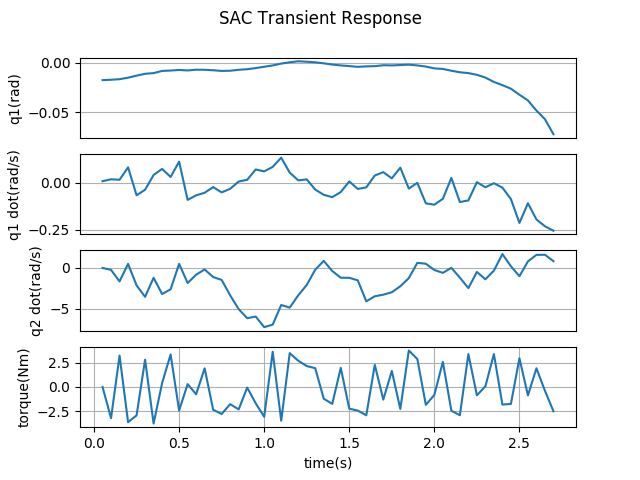 SAC Transient Response
0.00
−0.05
q1(rad)
0.00
−0.25
q1 dot(rad/s)
0
−5
q2 dot(rad/s)
2.5
0.0
−2.5
torque(Nm)
0.0 0.5 1.0 1.5 2.0 2.5
time(s)